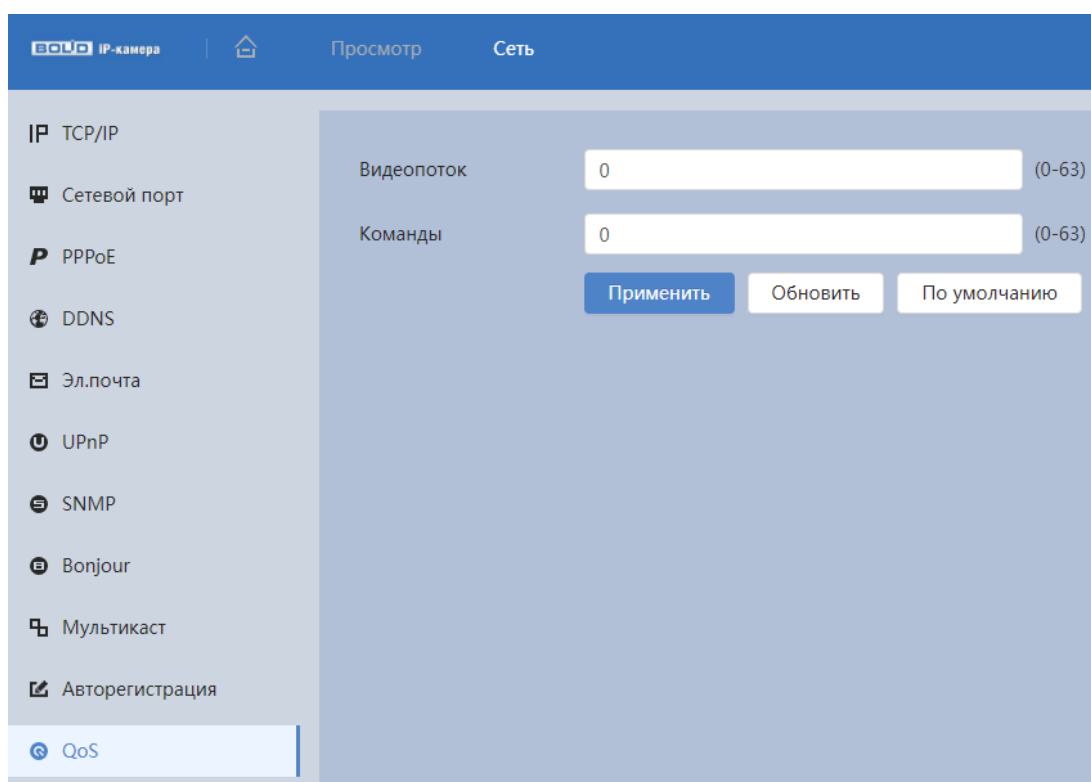 BOLID IP-камера
Просмотр Сеть
TCP/IP
Сетевой порт
PPPoE
DDNS
Эл.почта
UPnP
SNMP
Bonjour
Мультикаст
Авторегистрация
QoS
Видеопоток 0 (0-63)
Команды 0 (0-63)
Применить Обновить По умолчанию